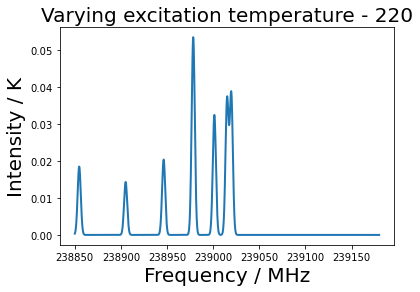 Varying excitation temperature - 220
Intensity / K
0.05
0.04
0.03
0.02
0.01
0.00
238850 238900 238950 239000 239050 239100 239150
Frequency / MHz